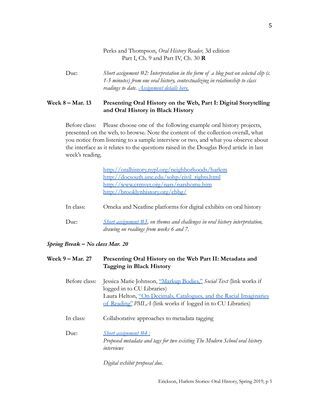 5
Perks and Thompson, Oral History Reader, 3d edition
Part I, Ch. 9 and Part IV, Ch. 30 R
Due: Short assignment #2: Interpretation in the form of a blog post on selected clip (c.
1-5 minutes) from one oral history, contextualizing in relationship to class
readings to date. Assignment details here.
Week 8 – Mar. 13 Presenting Oral History on the Web, Part I: Digital Storytelling
and Oral History in Black History
Before class: Please choose one of the following example oral history projects,
presented on the web, to browse. Note the content of the collection overall, what
you notice from listening to a sample interview or two, and what you observe about
the interface as it relates to the questions raised in the Douglas Boyd article in last
week's reading.
http://oralhistory.nypl.org/neighborhoods/harlem
http://docsouth.unc.edu/sohp/civil_rights.html
http://www.crmvet.org/nars/narshome.htm
http://brooklynhistory.org/cbbg/
In class: Omeka and Neatline platforms for digital exhibits on oral history
Due: Short assignment #3, on themes and challenges in oral history interpretation,
drawing on readings from weeks 6 and 7.
Spring Break – No class Mar. 20
Week 9 – Mar. 27 Presenting Oral History on the Web Part II: Metadata and
Tagging in Black History
Before class: Jessica Marie Johnson, "Markup Bodies," Social Text (link works if
logged in to CU Libraries)
Laura Helton, "On Decimals, Catalogues, and the Racial Imaginaries
of Reading" PMLA (link works if logged in to CU Libraries)
In class: Collaborative approaches to metadata tagging
Due: Short assignment #4:
Proposed metadata and tags for two existing The Modern School oral history
interviews
Digital exhibit proposal due.
Erickson, Harlem Stories: Oral History, Spring 2019, p 5